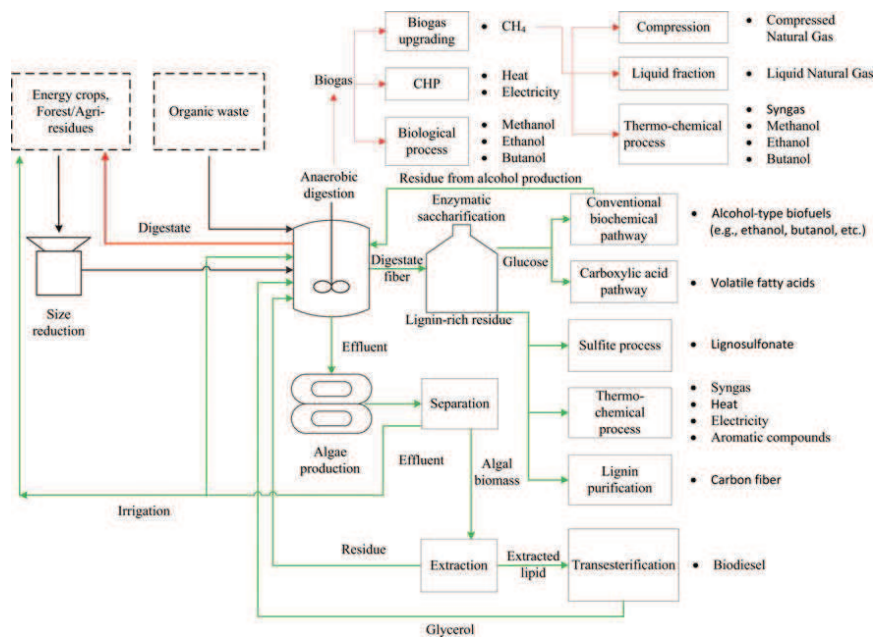 Biogas
upgrading
• CH₄
Compression
• Compressed
Natural Gas
Biogas
CHP
• Heat
• Electricity
Liquid fraction
• Liquid Natural Gas
Biological
process
• Methanol
• Ethanol
• Butanol
Thermo-chemical
process
• Syngas
• Methanol
• Ethanol
• Butanol
Energy crops,
Forest/Agri-
residues
Organic waste
Anaerobic
digestion
Residue from alcohol production
Enzymatic
saccharification
Conventional
biochemical
pathway
• Alcohol-type biofuels
(e.g., ethanol, butanol, etc.)
Digestate
Digestate
fiber
Glucose
Carboxylic acid
pathway
• Volatile fatty acids
Size
reduction
Lignin-rich residue
Effluent
Sulfite process
• Lignosulfonate
Separation
Thermo-
chemical
process
• Syngas
• Heat
• Electricity
• Aromatic compounds
Algae
production
Effluent
Algal
biomass
Lignin
purification
• Carbon fiber
Irrigation
Residue
Extraction
Extracted
lipid
Transesterification
• Biodiesel
Glycerol